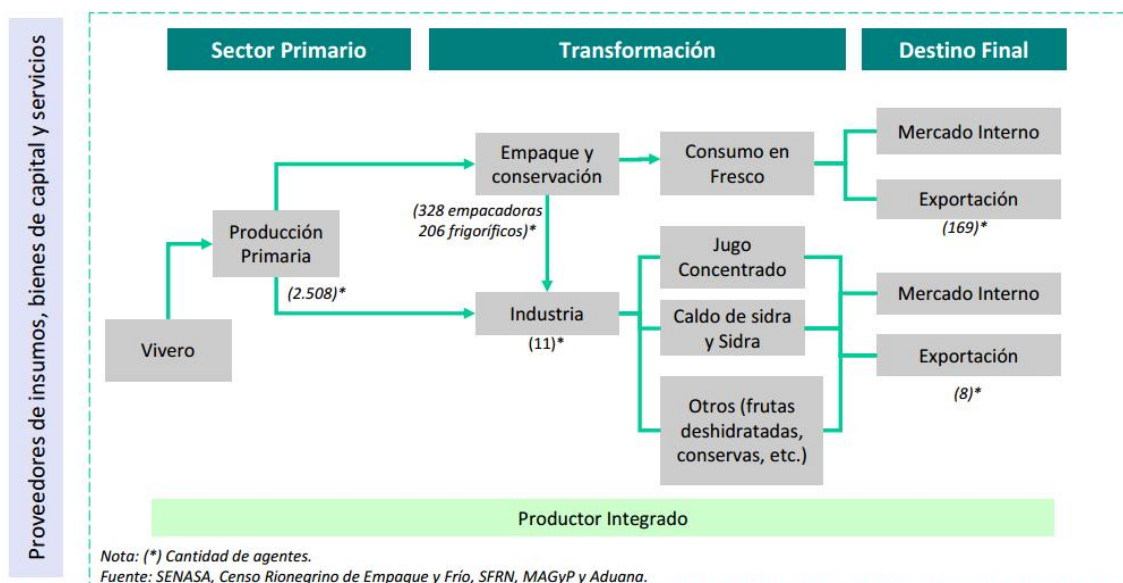 Proveedores de insumos, bienes de capital y servicios
Sector Primario
Transformación
Destino Final
Vivero
Producción
Primaria
(2.508)*
Empaque y
conservación
(328 empacadoras
206 frigoríficos)*
Industria
(11)*
Consumo en
Fresco
Jugo
Concentrado
Caldo de sidra
y Sidra
Otros (frutas
deshidratadas,
conservas, etc.)
Mercado Interno
Exportación
(169)*
Mercado Interno
Exportación
(8)*
Productor Integrado
Nota: (*) Cantidad de agentes.
Fuente: SENASA, Censo Rionegrino de Empaque y Frío, SFRN, MAGyP y Aduana.